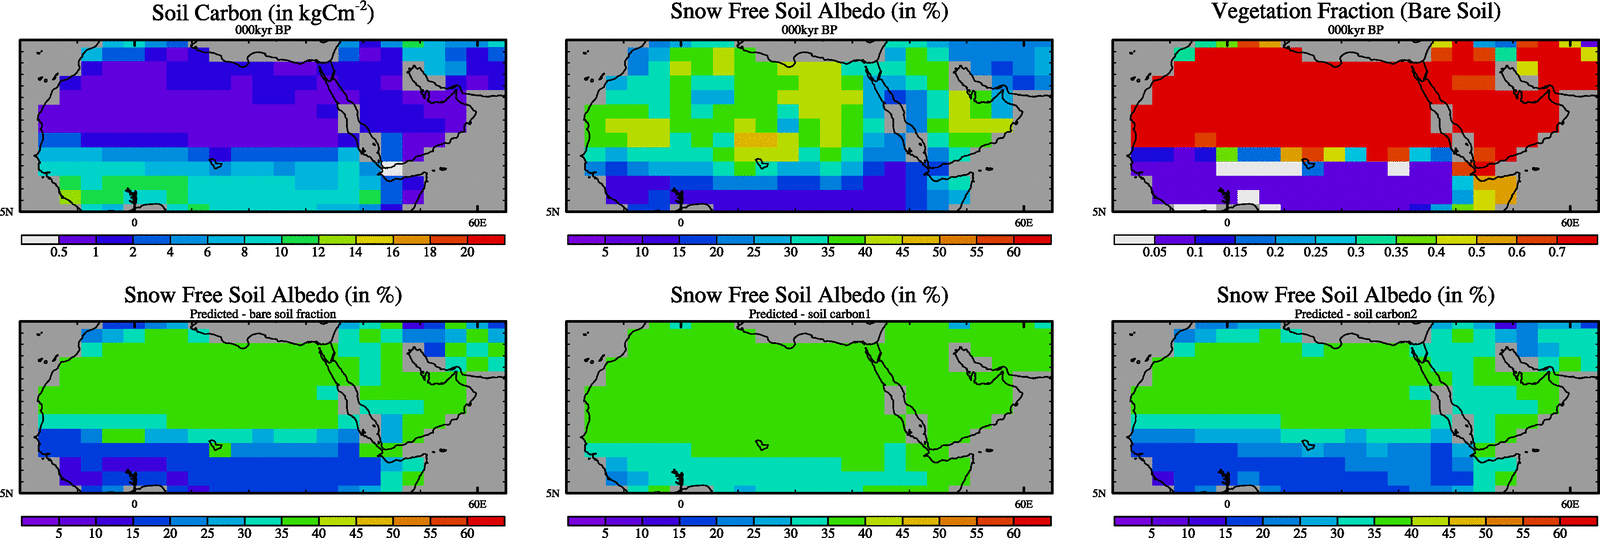 Soil Carbon (in kgCm-2)
000kyr BP
5N
0
60E
0.5 1 2 4 6 8 10 12 14 16 18 20
Snow Free Soil Albedo (in %)
000kyr BP
0
60E
5 10 15 20 25 30 35 40 45 50 55 60
Vegetation Fraction (Bare Soil)
000kyr BP
5N
0
60E
0.05 0.1 0.15 0.2 0.25 0.3 0.35 0.4 0.5 0.6 0.7
Snow Free Soil Albedo (in %)
Predicted - bare soil fraction
5N
0
60E
5 10 15 20 25 30 35 40 45 50 55 60
Snow Free Soil Albedo (in %)
Predicted - soil carbon1
0
60E
5 10 15 20 25 30 35 40 45 50 55 60
Snow Free Soil Albedo (in %)
Predicted - soil carbon2
5N
0
60E
5 10 15 20 25 30 35 40 45 50 55 60